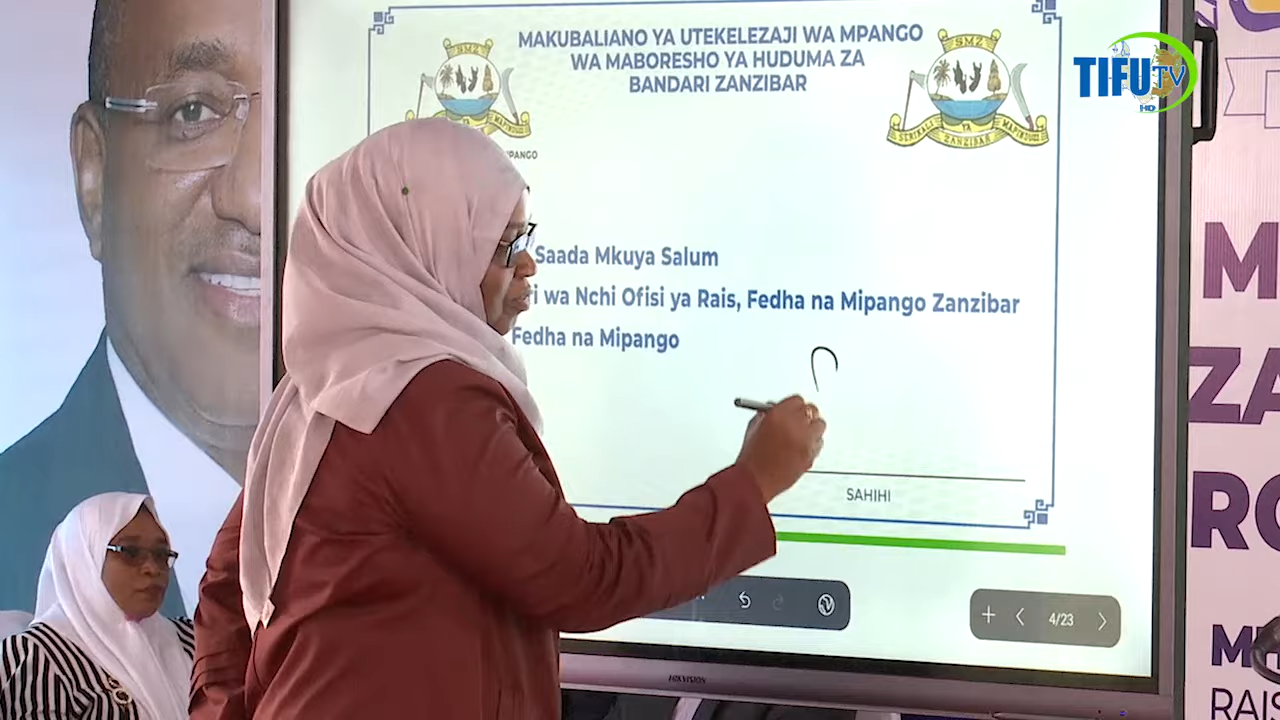 TIFU TV
HD
MAKUBALIANO YA UTEKELEZAJI WA MPANGO
WA MABORESHO YA HUDUMA ZA
BANDARI ZANZIBAR
SMZ
SMZ
SERIKALI YA MAPINDUZI
ZANZIBAR
Saada Mkuya Salum
ri wa Nchi Ofisi ya Rais, Fedha na Mipango Zanzibar
Fedha na Mipango
SAHIHI
4/23
HIKVISION
M
ZA
RO
RAIS